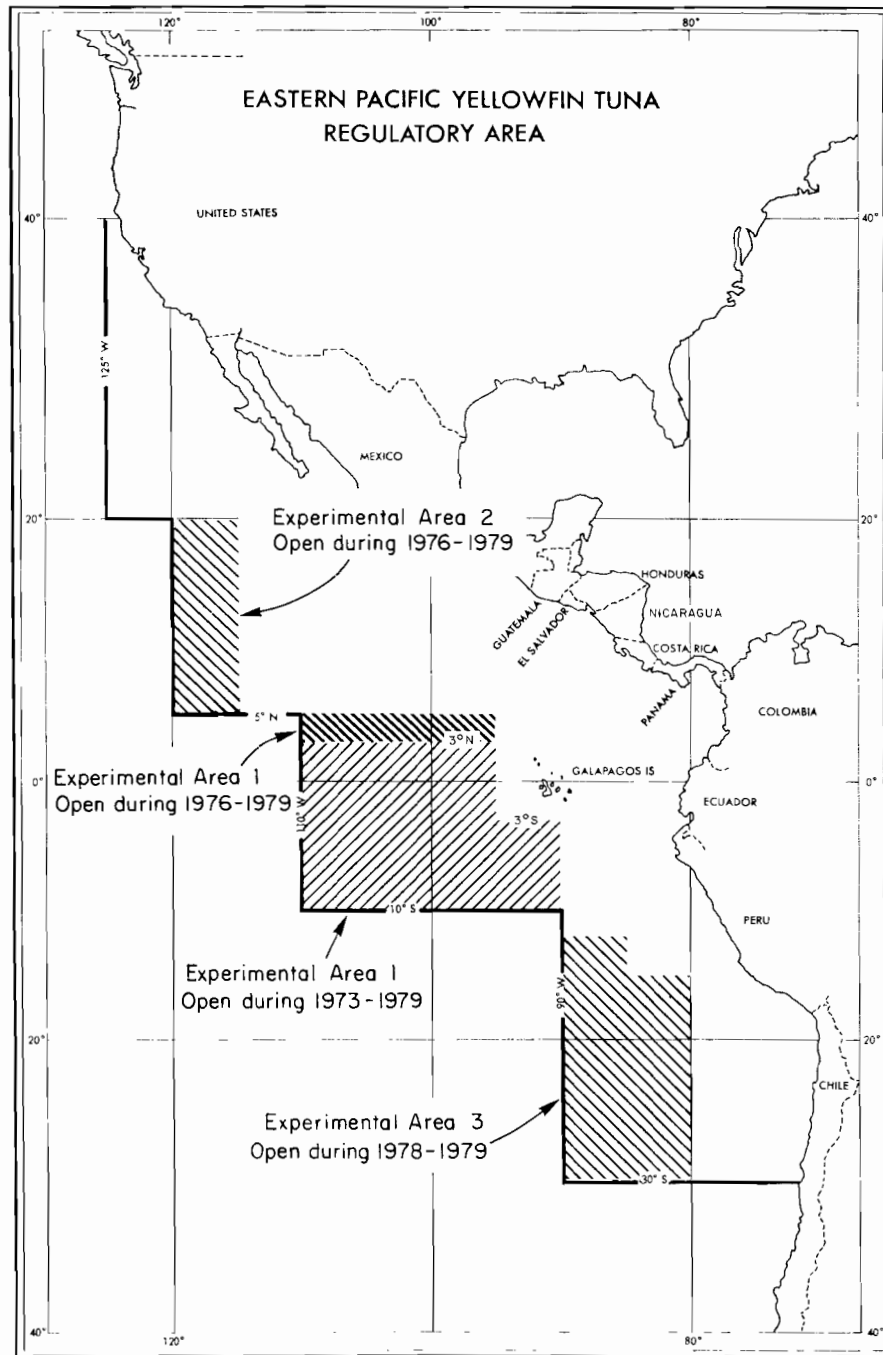 120°
100°
80°
EASTERN PACIFIC YELLOWFIN TUNA
REGULATORY AREA
UNITED STATES
40°
40°
125° W
MEXICO
20°
20°
Experimental Area 2
Open during 1976-1979
HONDURAS
GUATEMALA
NICARAGUA
EL SALVADOR
COSTA RICA
PANAMA
COLOMBIA
5° N
3°N
Experimental Area 1
Open during 1976-1979
GALAPAGOS IS
0°
0°
110° W
ECUADOR
3°S
10° S
PERU
Experimental Area 1
Open during 1973-1979
90° W
20°
20°
CHILE
Experimental Area 3
Open during 1978-1979
30° S
40°
120°
80°
40°